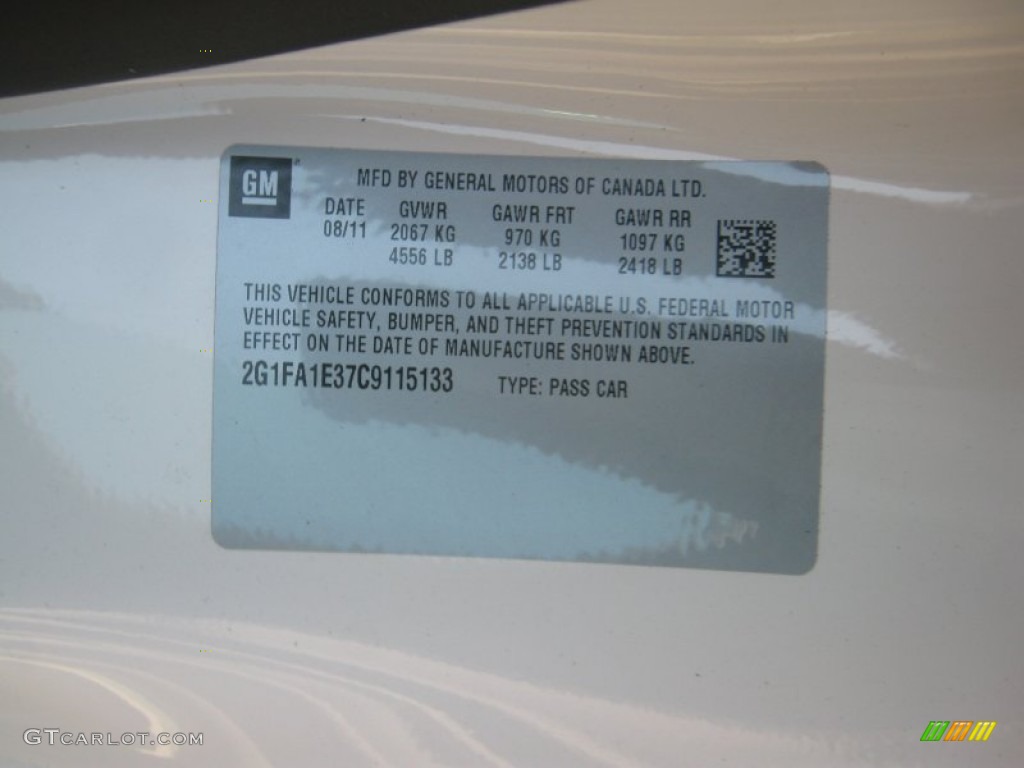 GM
MFD BY GENERAL MOTORS OF CANADA LTD.
DATE GVWR GAWR FRT GAWR RR
08/11 2067 KG 970 KG 1097 KG
4556 LB 2138 LB 2418 LB
THIS VEHICLE CONFORMS TO ALL APPLICABLE U.S. FEDERAL MOTOR
VEHICLE SAFETY, BUMPER, AND THEFT PREVENTION STANDARDS IN
EFFECT ON THE DATE OF MANUFACTURE SHOWN ABOVE.
2G1FA1E37C9115133 TYPE: PASS CAR
GTcarlot.com